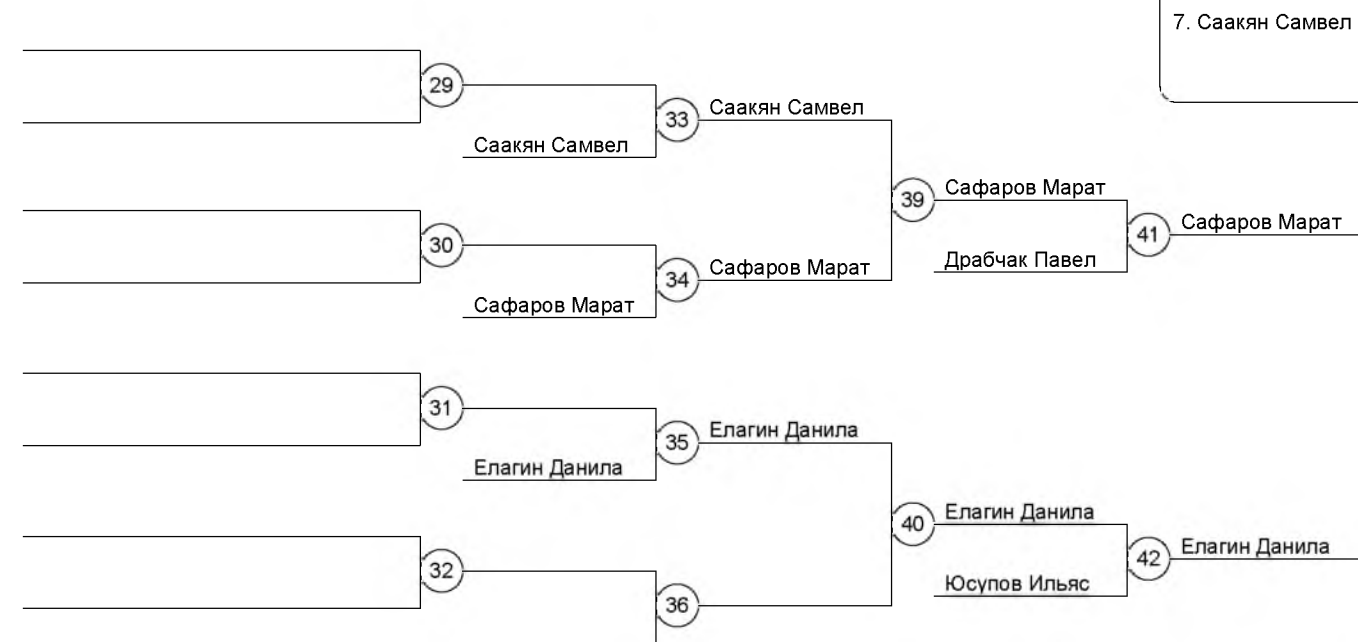 7. Саакян Самвел
29
33
Саакян Самвел
Саакян Самвел
39
Сафаров Марат
41
Сафаров Марат
30
34
Сафаров Марат
Драбчак Павел
Сафаров Марат
31
35
Елагин Данила
Елагин Данила
40
Елагин Данила
42
Елагин Данила
32
36
Юсупов Ильяс